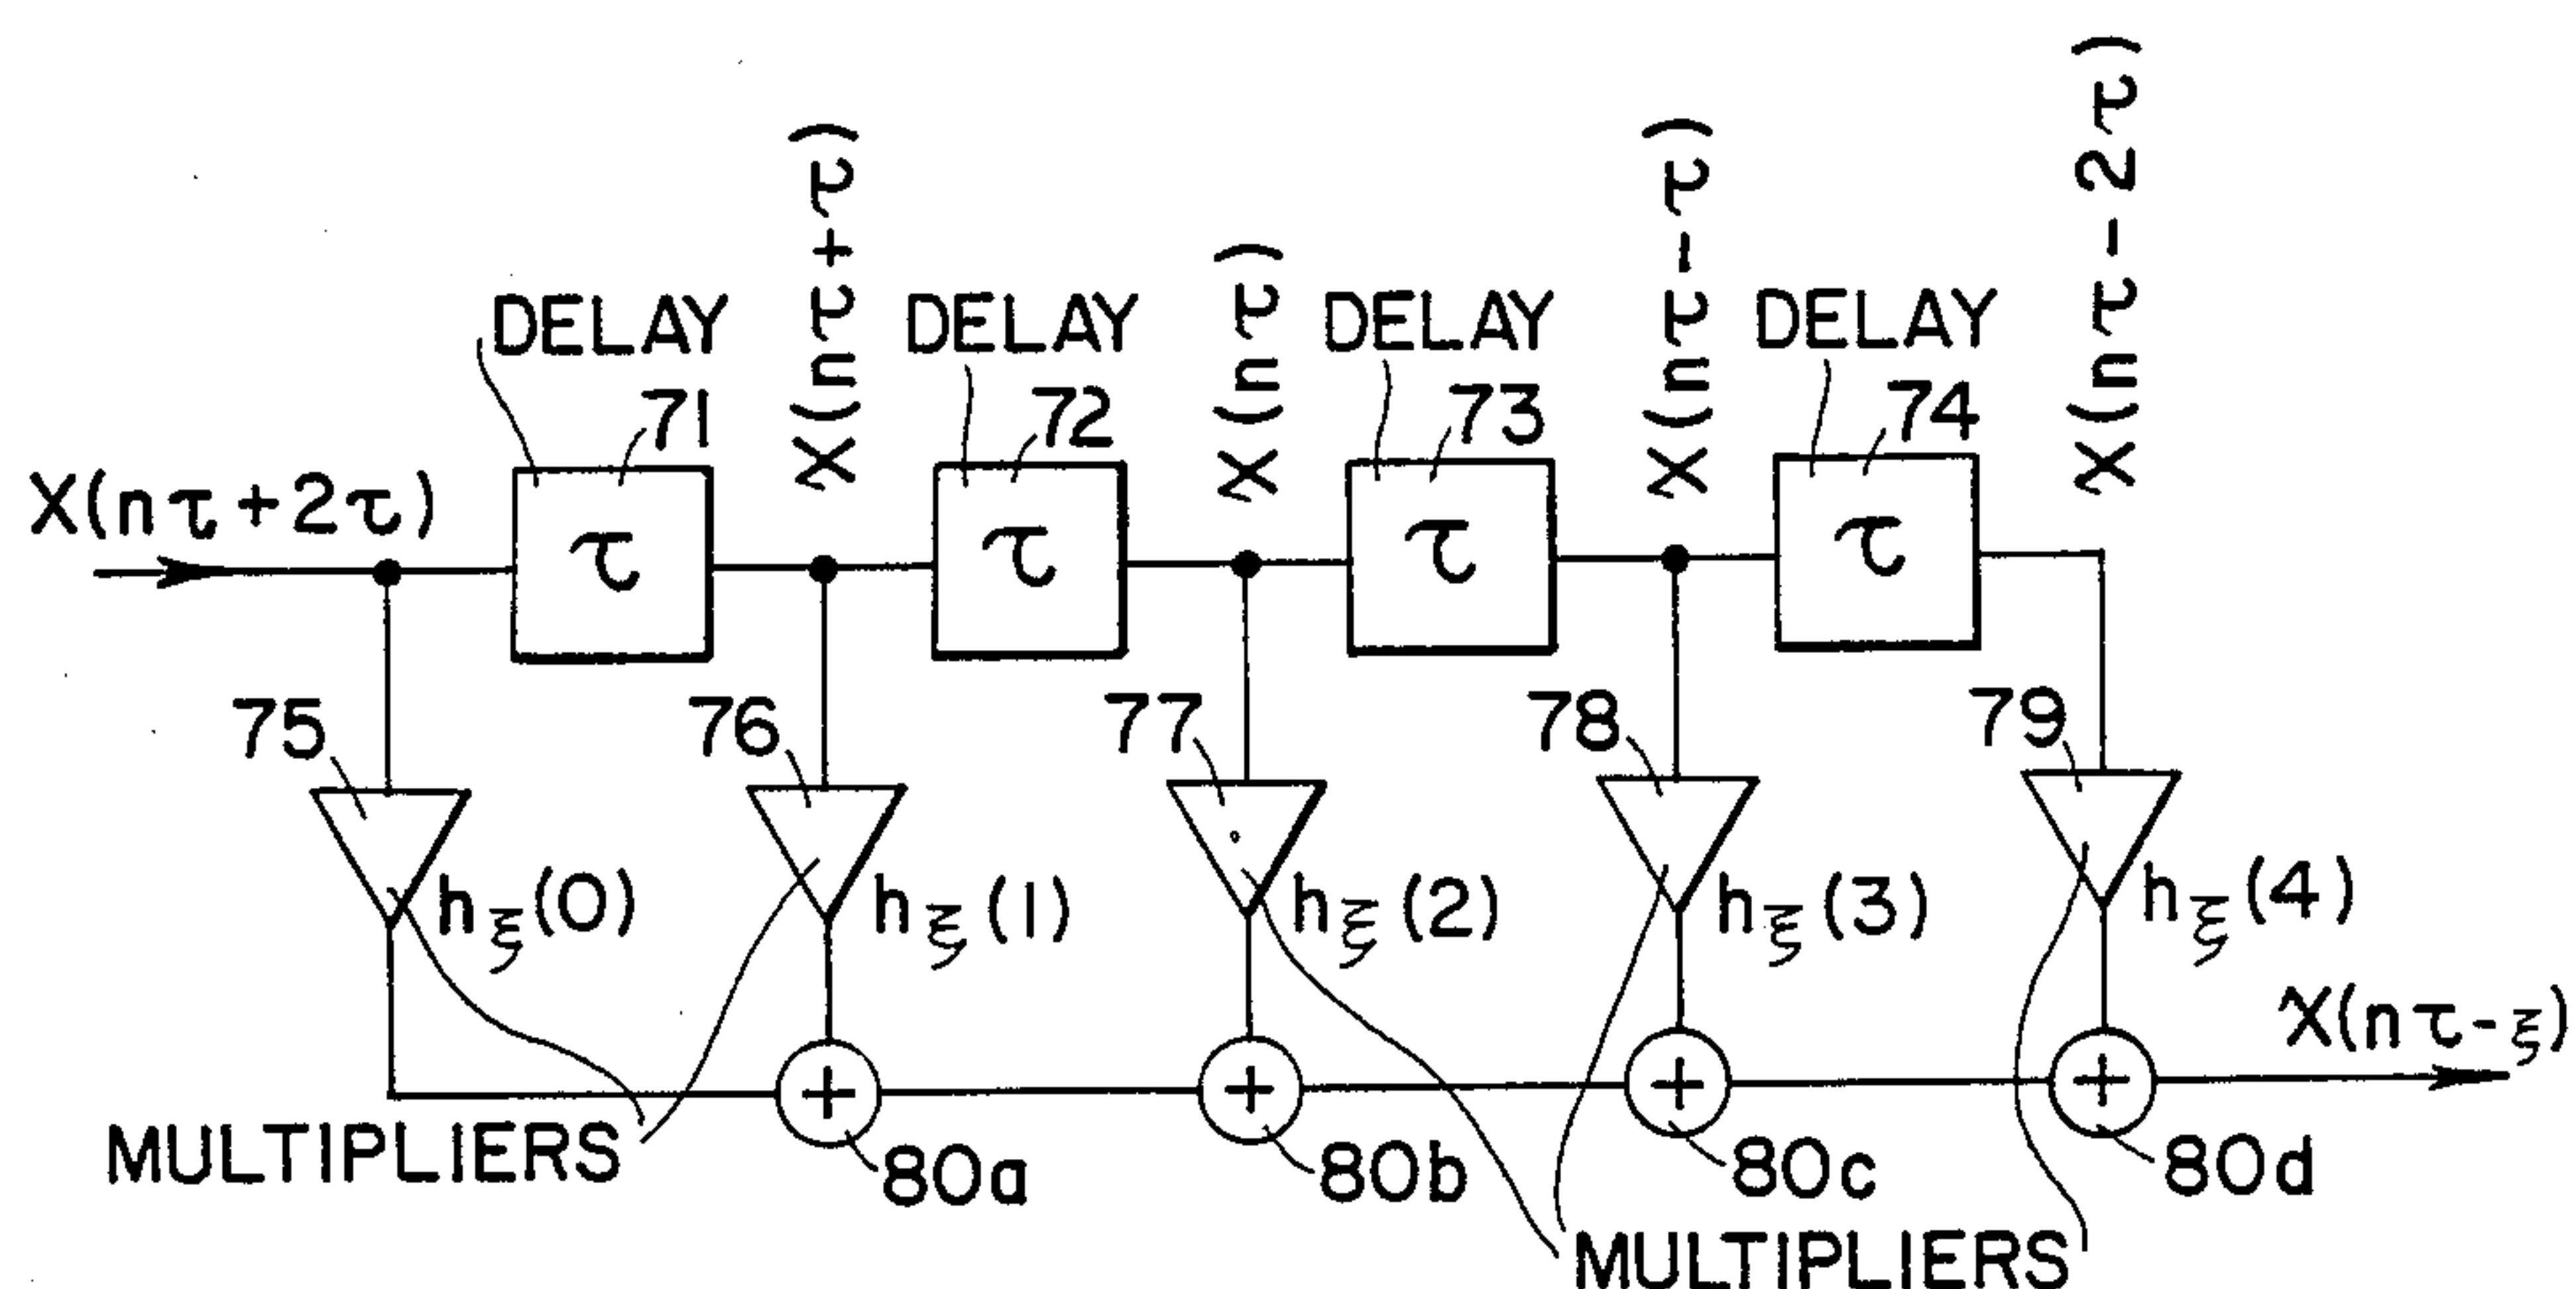 X(nτ+2τ)
DELAY
71
τ
X(nτ+τ)
DELAY
72
τ
X(nτ)
DELAY
73
τ
X(nτ-τ)
DELAY
74
τ
X(nτ-2τ)
75
76
77
78
79
hξ(0)
hξ(1)
hξ(2)
hξ(3)
hξ(4)
+
+
+
+
X(nτ-ξ)
MULTIPLIERS
80a
80b
80c
80d
MULTIPLIERS